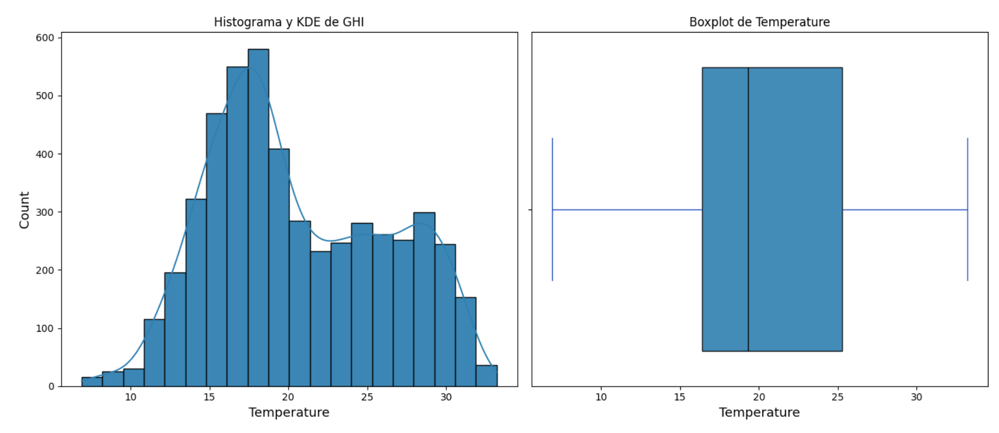 Histograma y KDE de GHI
600
500
400
300
200
100
0
Count
10 15 20 25 30
Temperature
Boxplot de Temperature
10 15 20 25 30
Temperature